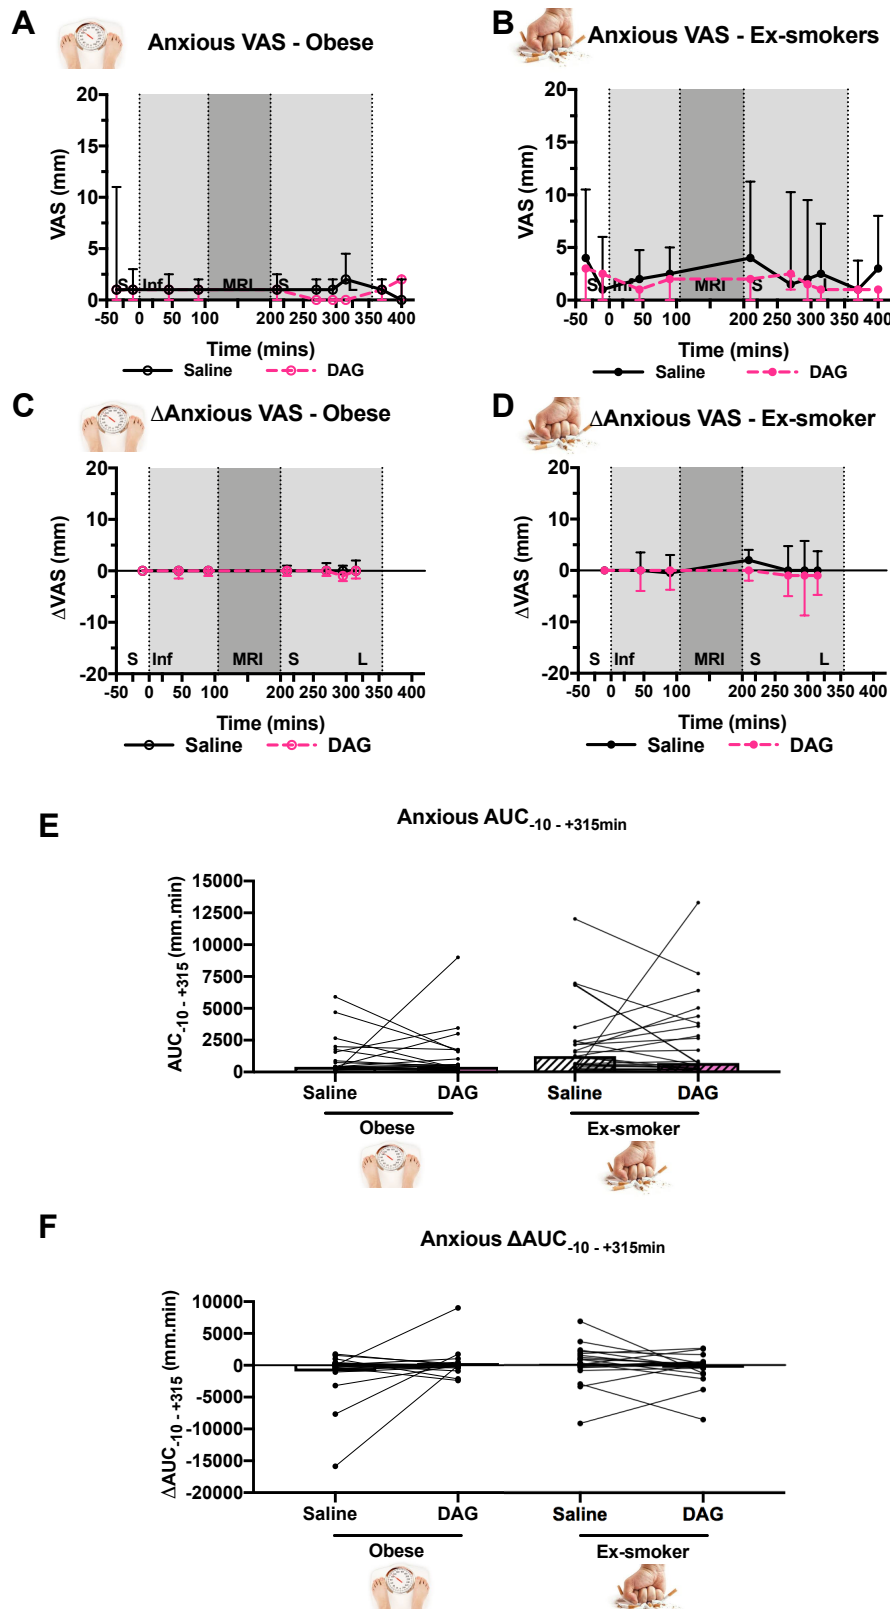 A
Anxious VAS - Obese
VAS (mm)
20
15
10
5
0
S
Inf
MRI
S
L
-50
0
50
100
200
250
300
350
400
Time (mins)
Saline
DAG
B
Anxious VAS - Ex-smokers
VAS (mm)
20
15
10
5
0
S
Inf
MRI
S
-50
0
50
100
200
250
300
350
400
Time (mins)
Saline
DAG
C
ΔAnxious VAS - Obese
ΔVAS (mm)
20
10
0
-10
-20
S
Inf
MRI
S
L
-50
0
50
100
200
250
300
350
400
Time (mins)
Saline
DAG
D
ΔAnxious VAS - Ex-smoker
ΔVAS (mm)
20
10
0
-10
-20
S
Inf
MRI
S
L
-50
0
50
100
200
250
300
350
400
Time (mins)
Saline
DAG
E
Anxious AUC-10 - +315min
AUC-10 - +315 (mm.min)
15000
12500
10000
7500
5000
2500
0
Saline
DAG
Saline
DAG
Obese
Ex-smoker
F
Anxious ΔAUC-10 - +315min
ΔAUC-10 - +315 (mm.min)
10000
5000
0
-5000
-10000
-15000
-20000
Saline
DAG
Saline
DAG
Obese
Ex-smoker